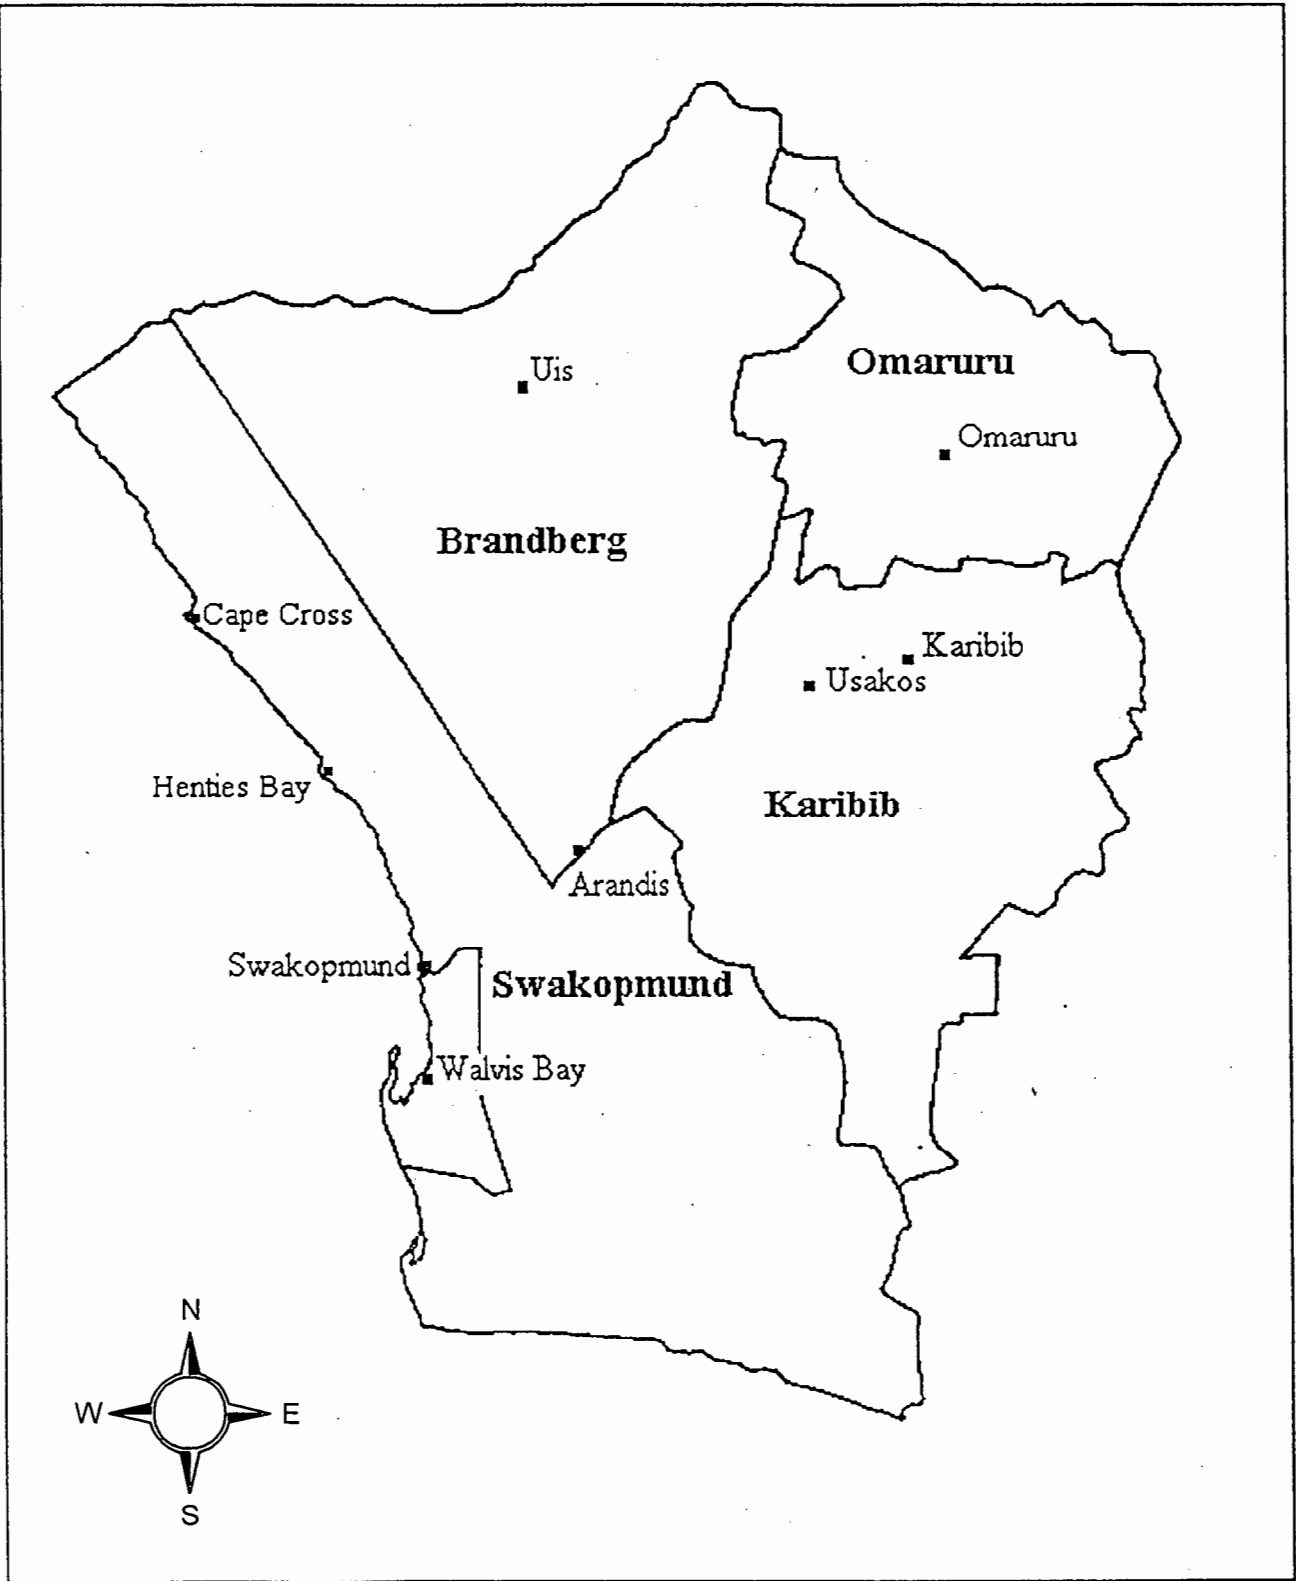 Uis
Omaruru
Omaruru
Brandberg
Cape Cross
Karibib
Usakos
Henties Bay
Karibib
Arandis
Swakopmund
Swakopmund
Walvis Bay
N
W
E
S